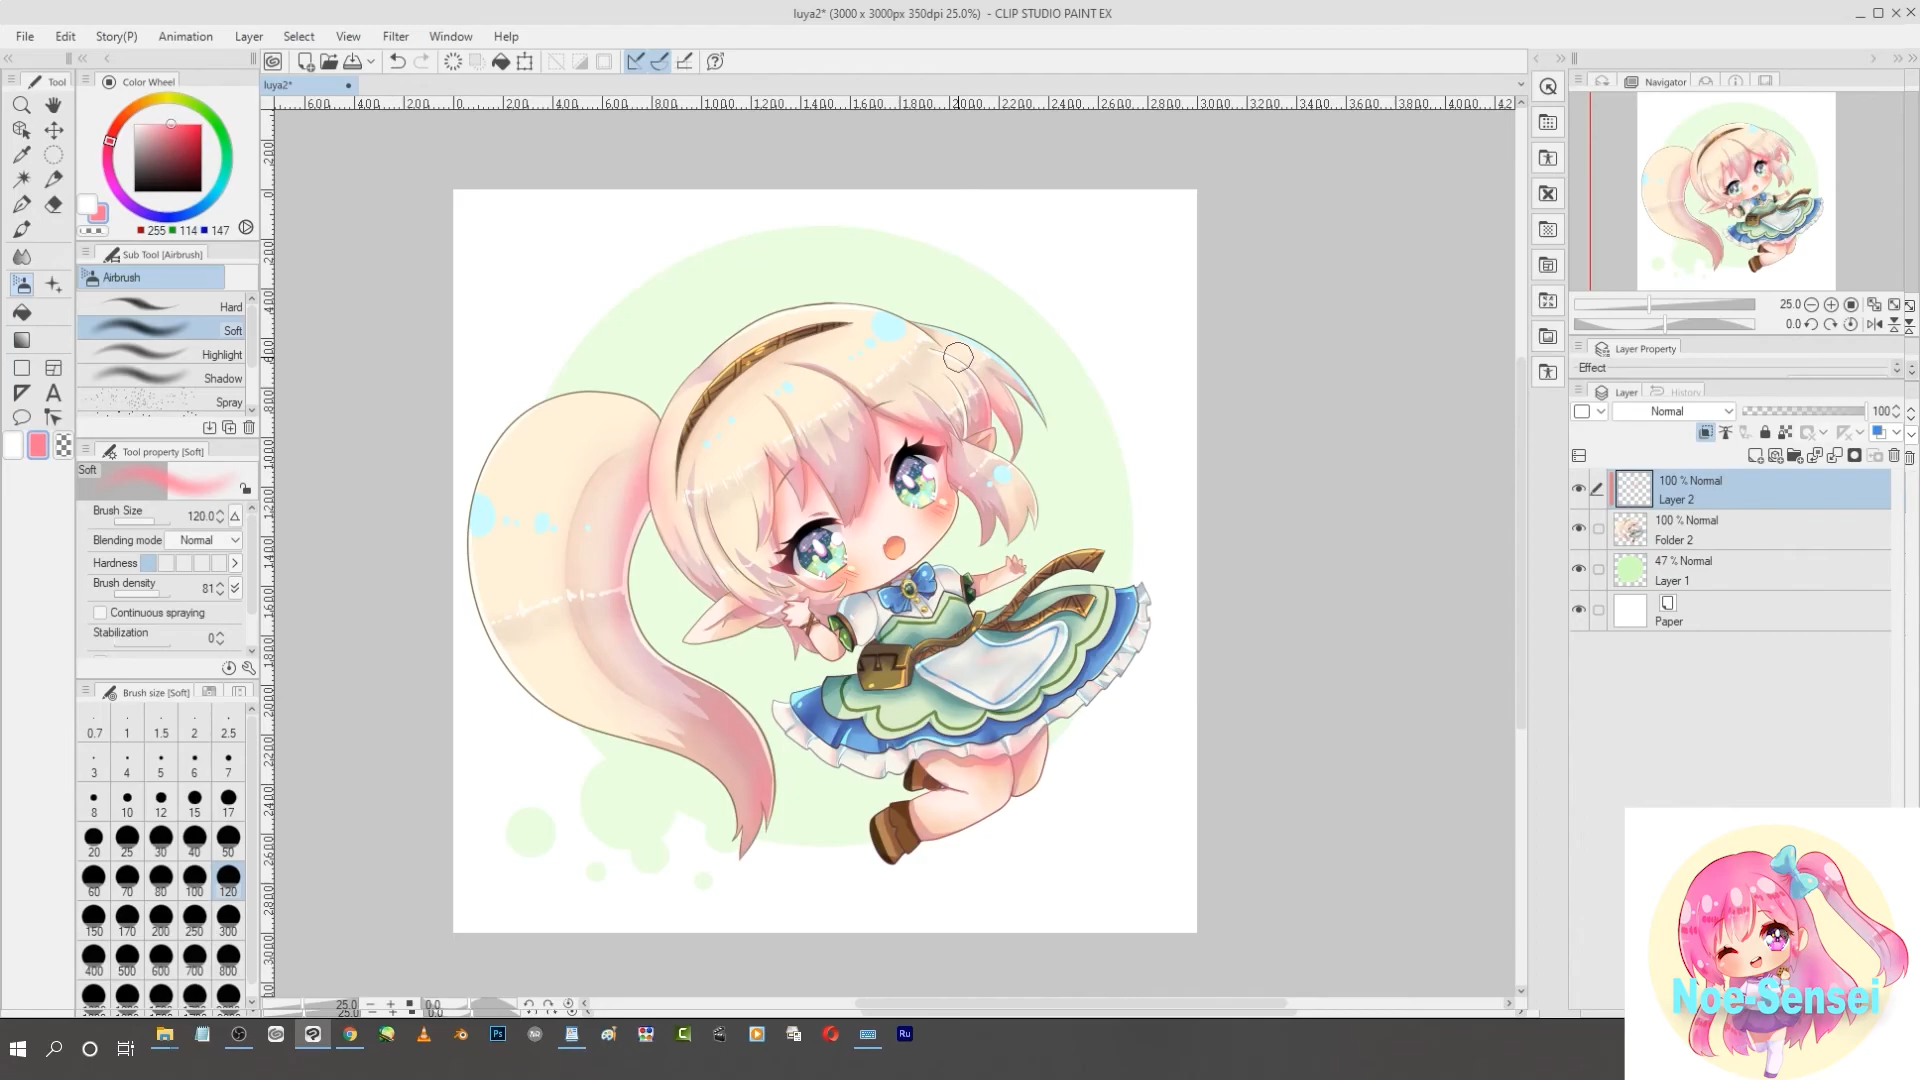 luya2* (3000 x 3000px 350dpi 25.0%) - CLIP STUDIO PAINT EX
File Edit Story(P) Animation Layer Select View Filter Window Help
Tool
Color Wheel
luya2*
Navigator
255 114 147
Sub Tool [Airbrush]
Airbrush
Hard
Soft
Highlight
Shadow
Spray
Tool property [Soft]
Soft
Brush Size 120.0
Blending mode Normal
Hardness
Brush density 81
Continuous spraying
Stabilization 0
Brush size [Soft]
0.7 1 1.5 2 2.5
3 4 5 6 7
8 10 12 15 17
20 25 30 40 50
60 70 80 100 120
150 170 200 250 300
400 500 600 700 800
25.0
0.0
Layer Property
Effect
Layer History
Normal 100
100 % Normal
Layer 2
100 % Normal
Folder 2
47 % Normal
Layer 1
Paper
25.0 0.0
Noe-Sensei
Ps
Ru